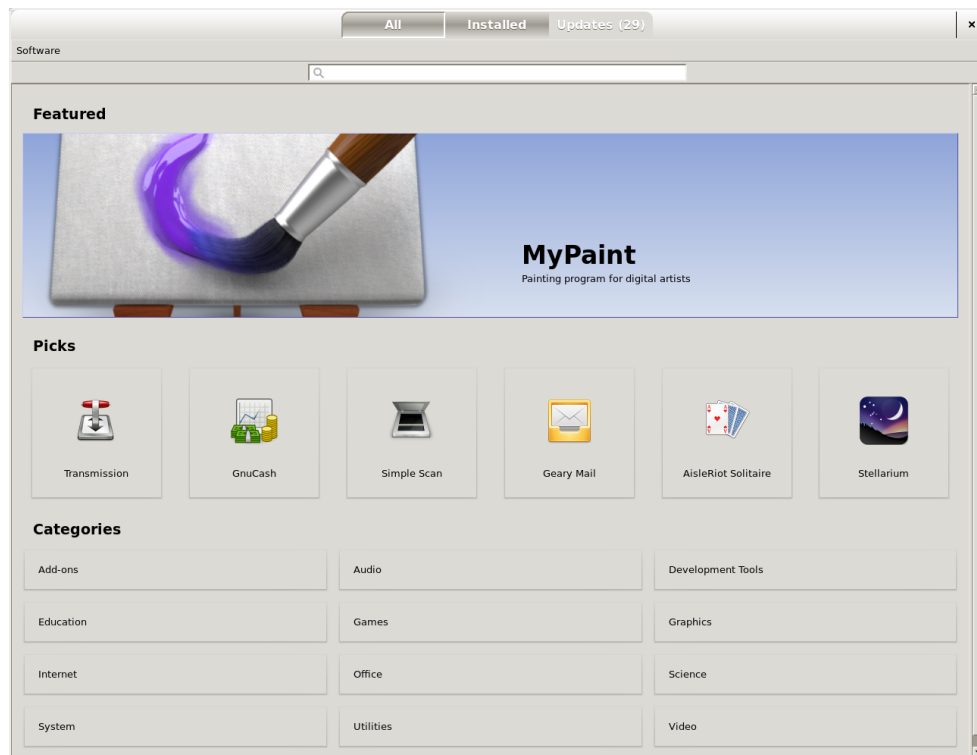 All Installed Updates (29)
Software
Featured
MyPaint
Painting program for digital artists
Picks
Transmission GnuCash Simple Scan Geary Mail AisleRiot Solitaire Stellarium
Categories
Add-ons Audio Development Tools
Education Games Graphics
Internet Office Science
System Utilities Video